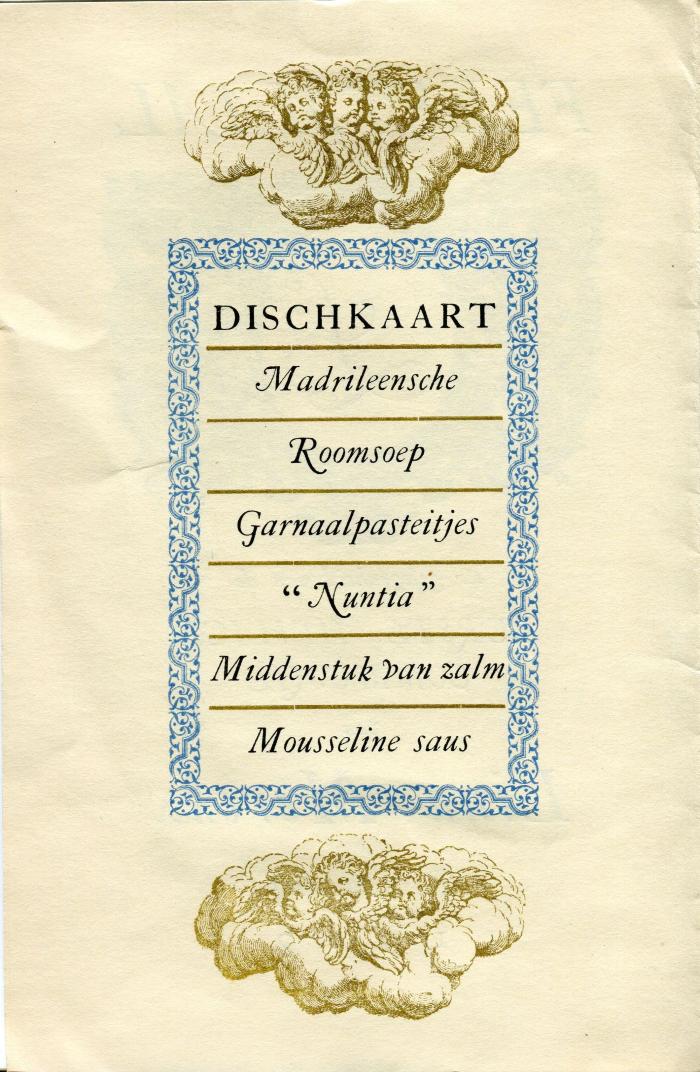 DISCHKAART
Madrileensche
Roomsoep
Garnaalpasteitjes
“Nuntia”
Middenstuk van zalm
Mousseline saus